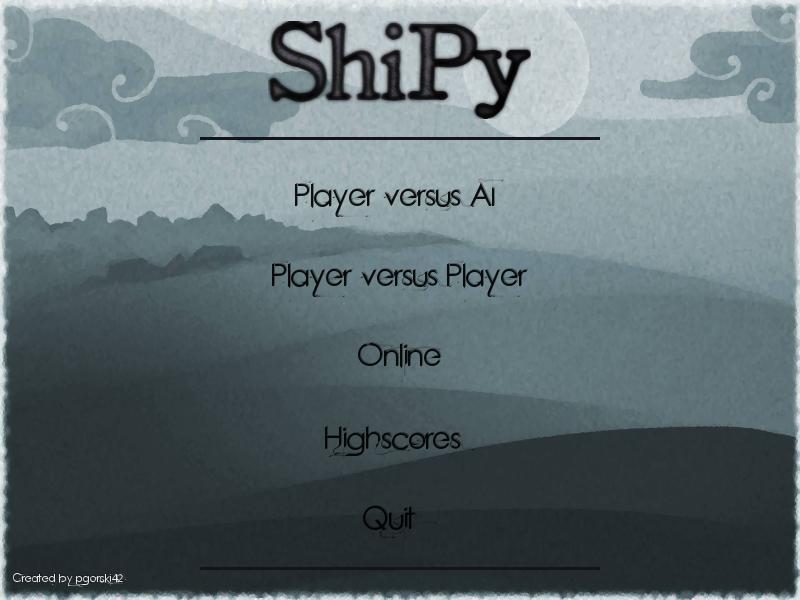 ShiPy
Player versus AI
Player versus Player
Online
Highscores
Quit
Created by pgorski42